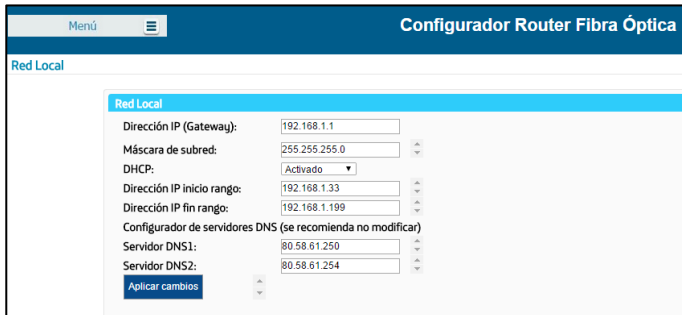 Menú
Configurador Router Fibra Óptica
Red Local
Red Local
Dirección IP (Gateway): 192.168.1.1
Máscara de subred: 255.255.255.0
DHCP: Activado
Dirección IP inicio rango: 192.168.1.33
Dirección IP fin rango: 192.168.1.199
Configurador de servidores DNS (se recomienda no modificar)
Servidor DNS1: 80.58.61.250
Servidor DNS2: 80.58.61.254
Aplicar cambios